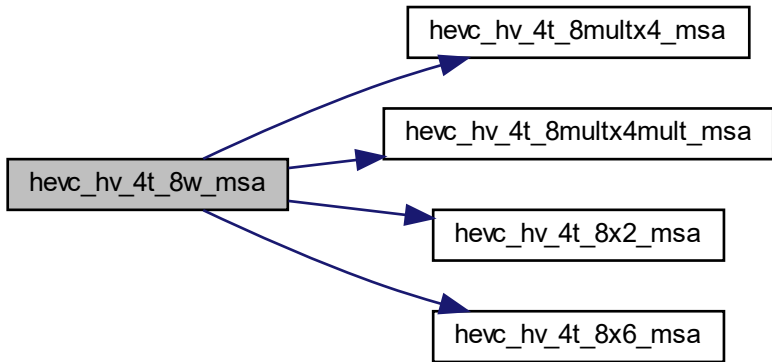 hevc_hv_4t_8multx4_msa
hevc_hv_4t_8multx4mult_msa
hevc_hv_4t_8w_msa
hevc_hv_4t_8x2_msa
hevc_hv_4t_8x6_msa